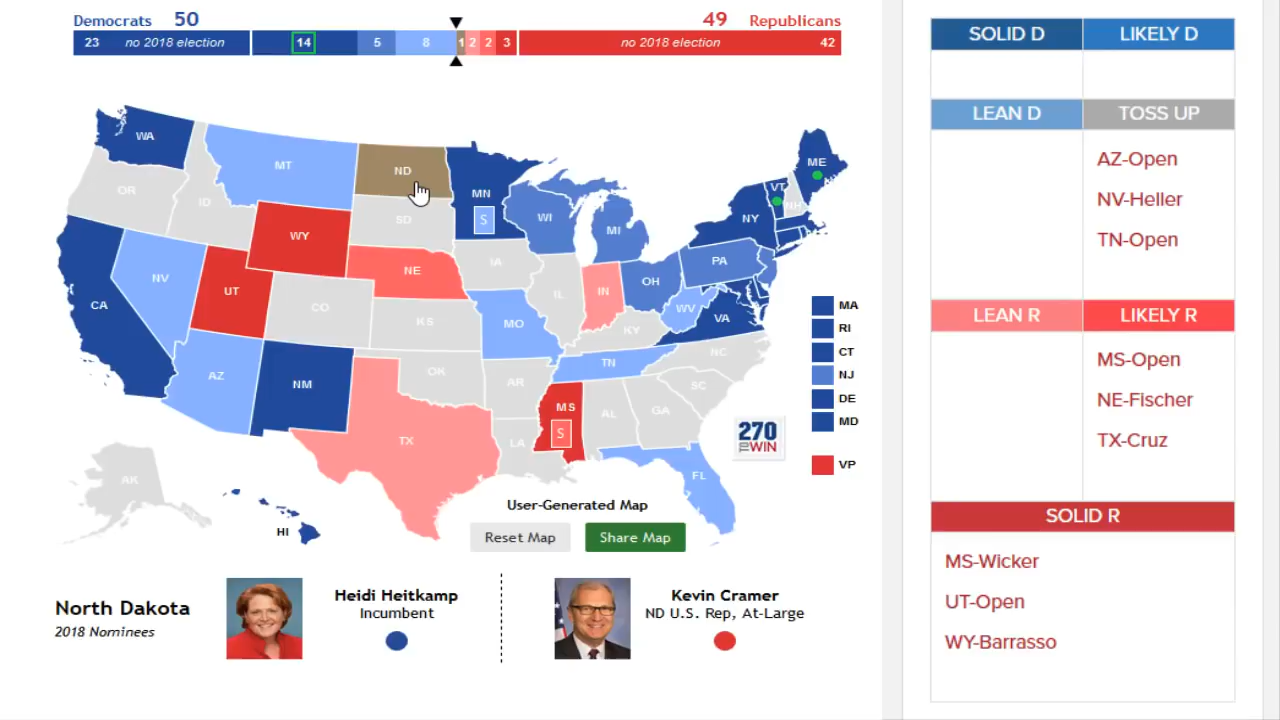 Democrats 50
49 Republicans
23 no 2018 election 14 5 8 1 2 2 3 no 2018 election 42
WA
MT
ND
MN
S
OR
ID
WY
SD
WI
MI
ME
VT
NH
NY
NV
UT
NE
IA
IL
IN
OH
PA
CA
CO
KS
MO
KY
WV
VA
AZ
NM
OK
AR
TN
NC
SC
TX
LA
MS
S
AL
GA
FL
AK
HI
MA
RI
CT
NJ
DE
MD
VP
270
TO WIN
User-Generated Map
Reset Map
Share Map
North Dakota
2018 Nominees
Heidi Heitkamp
Incumbent
Kevin Cramer
ND U.S. Rep, At-Large
SOLID D
LIKELY D
LEAN D
TOSS UP
AZ-Open
NV-Heller
TN-Open
LEAN R
LIKELY R
MS-Open
NE-Fischer
TX-Cruz
SOLID R
MS-Wicker
UT-Open
WY-Barrasso